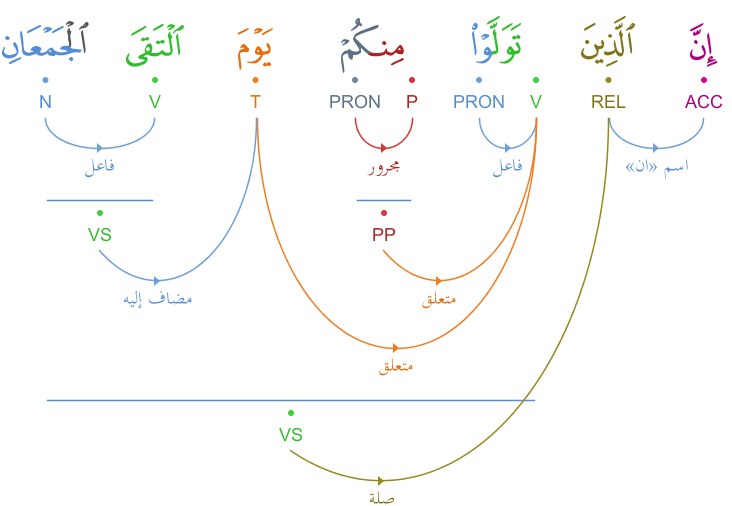 إِنَّ ٱلَّذِينَ تَوَلَّوْا۟ مِنكُمْ يَوْمَ ٱلْتَقَى ٱلْجَمْعَانِ
ACC REL V PRON P PRON T V N
اسم «ان» فاعل مجرور فاعل
PP VS
متعلق مضاف إليه
متعلق
VS
صلة